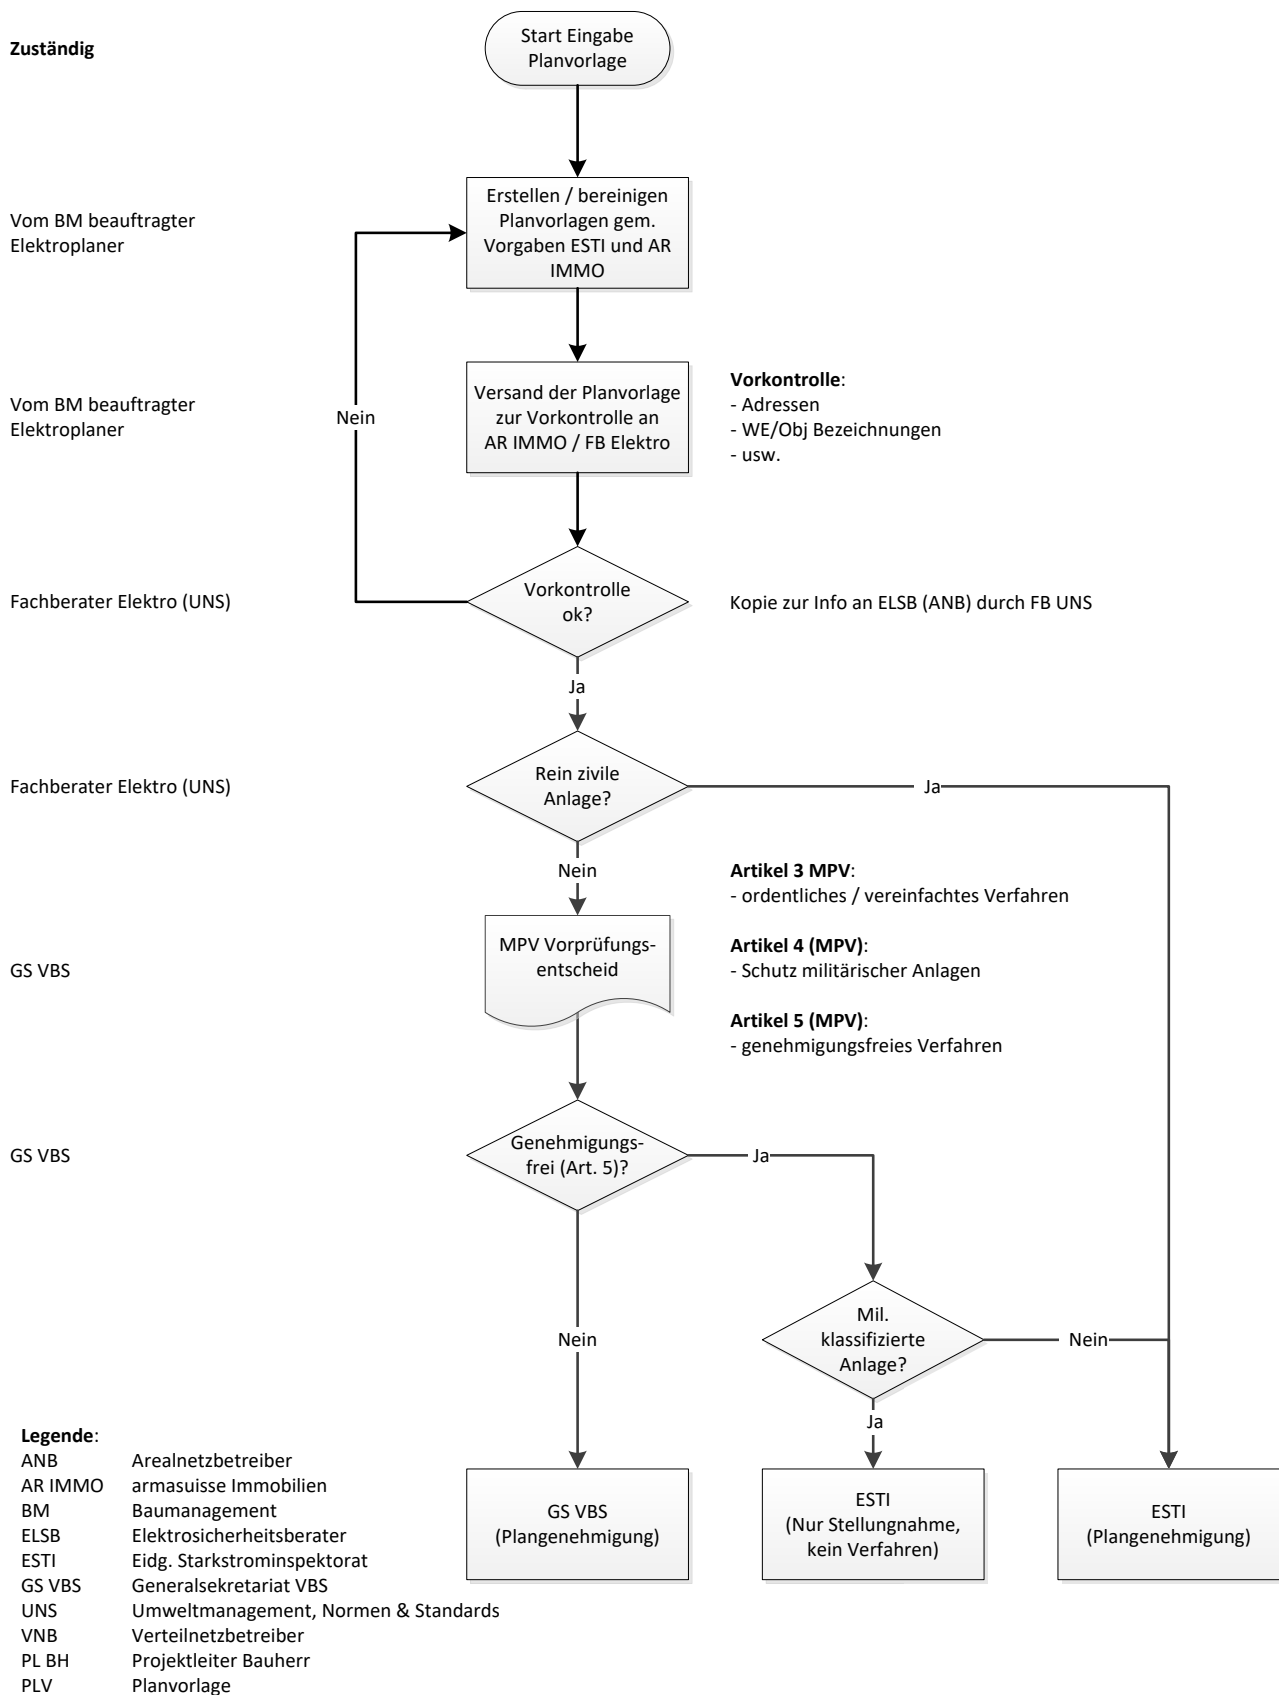 Zuständig
Start Eingabe
Planvorlage
Vom BM beauftragter
Elektroplaner
Erstellen / bereinigen
Planvorlagen gem.
Vorgaben ESTI und AR
IMMO
Vom BM beauftragter
Elektroplaner
Nein
Versand der Planvorlage
zur Vorkontrolle an
AR IMMO / FB Elektro
Vorkontrolle:
- Adressen
- WE/Obj Bezeichnungen
- usw.
Fachberater Elektro (UNS)
Vorkontrolle
ok?
Kopie zur Info an ELSB (ANB) durch FB UNS
Ja
Fachberater Elektro (UNS)
Rein zivile
Anlage?
Ja
Nein
Artikel 3 MPV:
- ordentliches / vereinfachtes Verfahren
GS VBS
MPV Vorprüfungs-
entscheid
Artikel 4 (MPV):
- Schutz militärischer Anlagen
Artikel 5 (MPV):
- genehmigungsfreies Verfahren
GS VBS
Genehmigungs-
frei (Art. 5)?
Ja
Nein
Mil.
klassifizierte
Anlage?
Nein
Ja
GS VBS
(Plangenehmigung)
ESTI
(Nur Stellungnahme,
kein Verfahren)
ESTI
(Plangenehmigung)
Legende:
ANB Arealnetzbetreiber
AR IMMO armasuisse Immobilien
BM Baumanagement
ELSB Elektrosicherheitsberater
ESTI Eidg. Starkstrominspektorat
GS VBS Generalsekretariat VBS
UNS Umweltmanagement, Normen & Standards
VNB Verteilnetzbetreiber
PL BH Projektleiter Bauherr
PLV Planvorlage